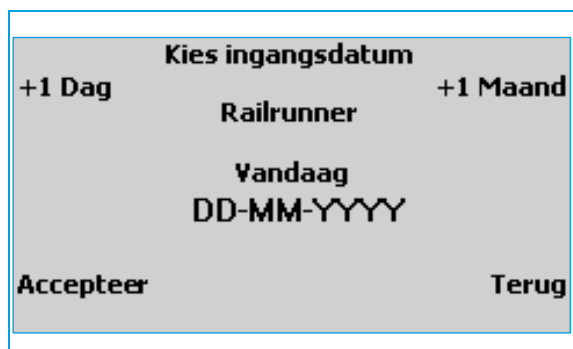 Kies ingangsdatum
+1 Dag
+1 Maand
Railrunner
Vandaag
DD-MM-YYYY
Accepteer
Terug